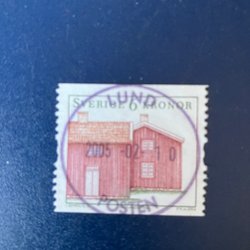 SVERIGE 6 KRONOR
LUND
2005 -02- 10
POSTEN